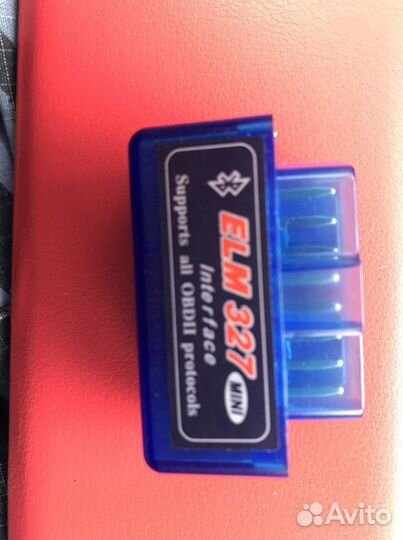 ELM 327
MINI
Interface
Supports all OBDII protocols
Avito